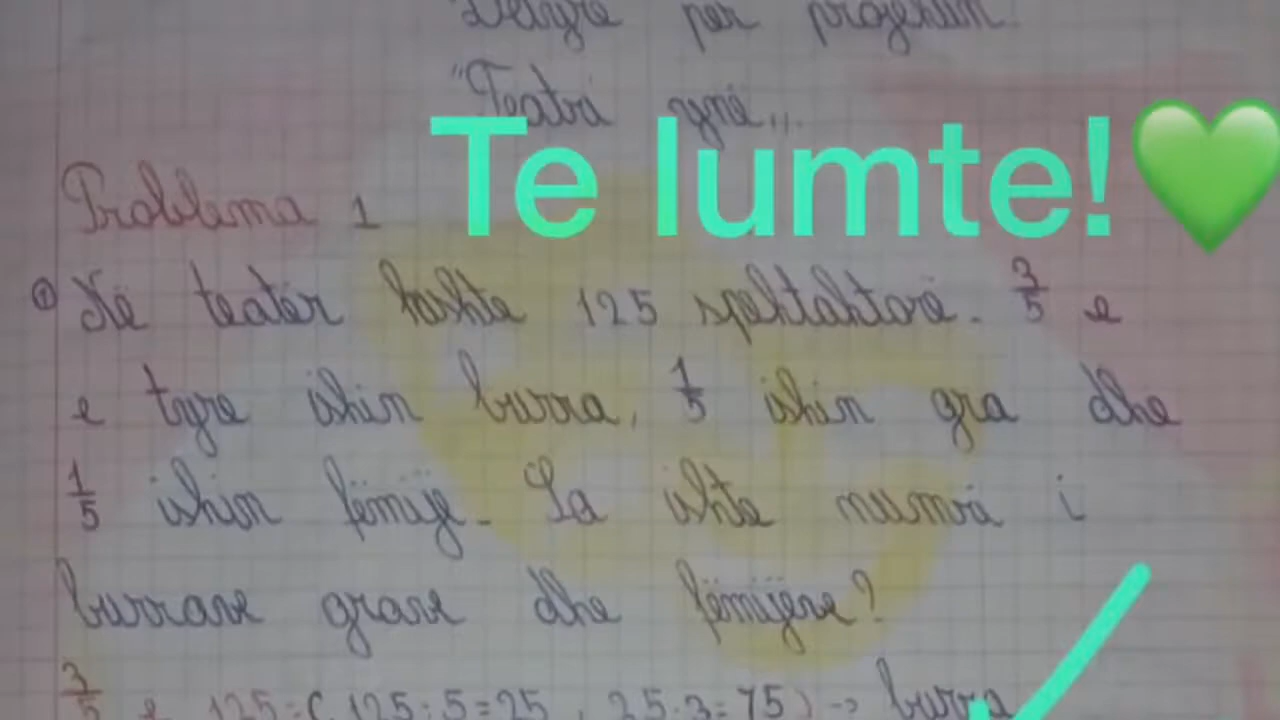 Detyrë për projektin
"Teatri ynë,,
Te lumte!💚
Problema 1
① Në teatër kishte 125 spektatorë. 3/5 e
e tyre ishin burra, 1/5 ishin gra dhe
1/5 ishin fëmijë. Sa ishte numri i
burrave grave dhe fëmijëve?
3/5 e 125=(125:5=25, 25·3=75) -> burra